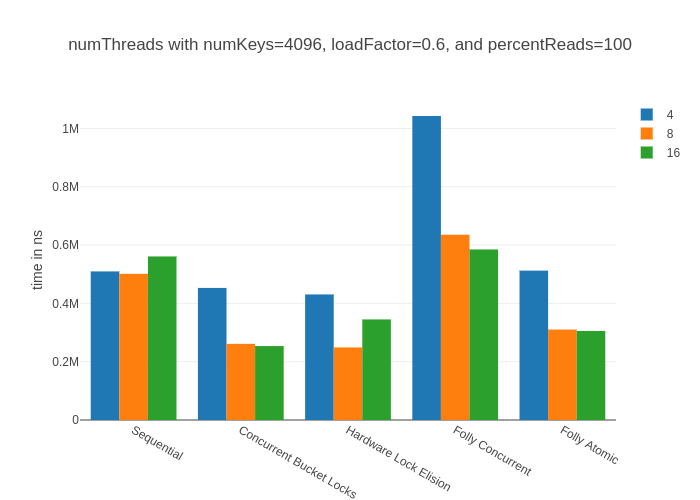 numThreads with numKeys=4096, loadFactor=0.6, and percentReads=100
4
8
16
time in ns
1M
0.8M
0.6M
0.4M
0.2M
0
Sequential
Concurrent Bucket Locks
Hardware Lock Elision
Folly Concurrent
Folly Atomic